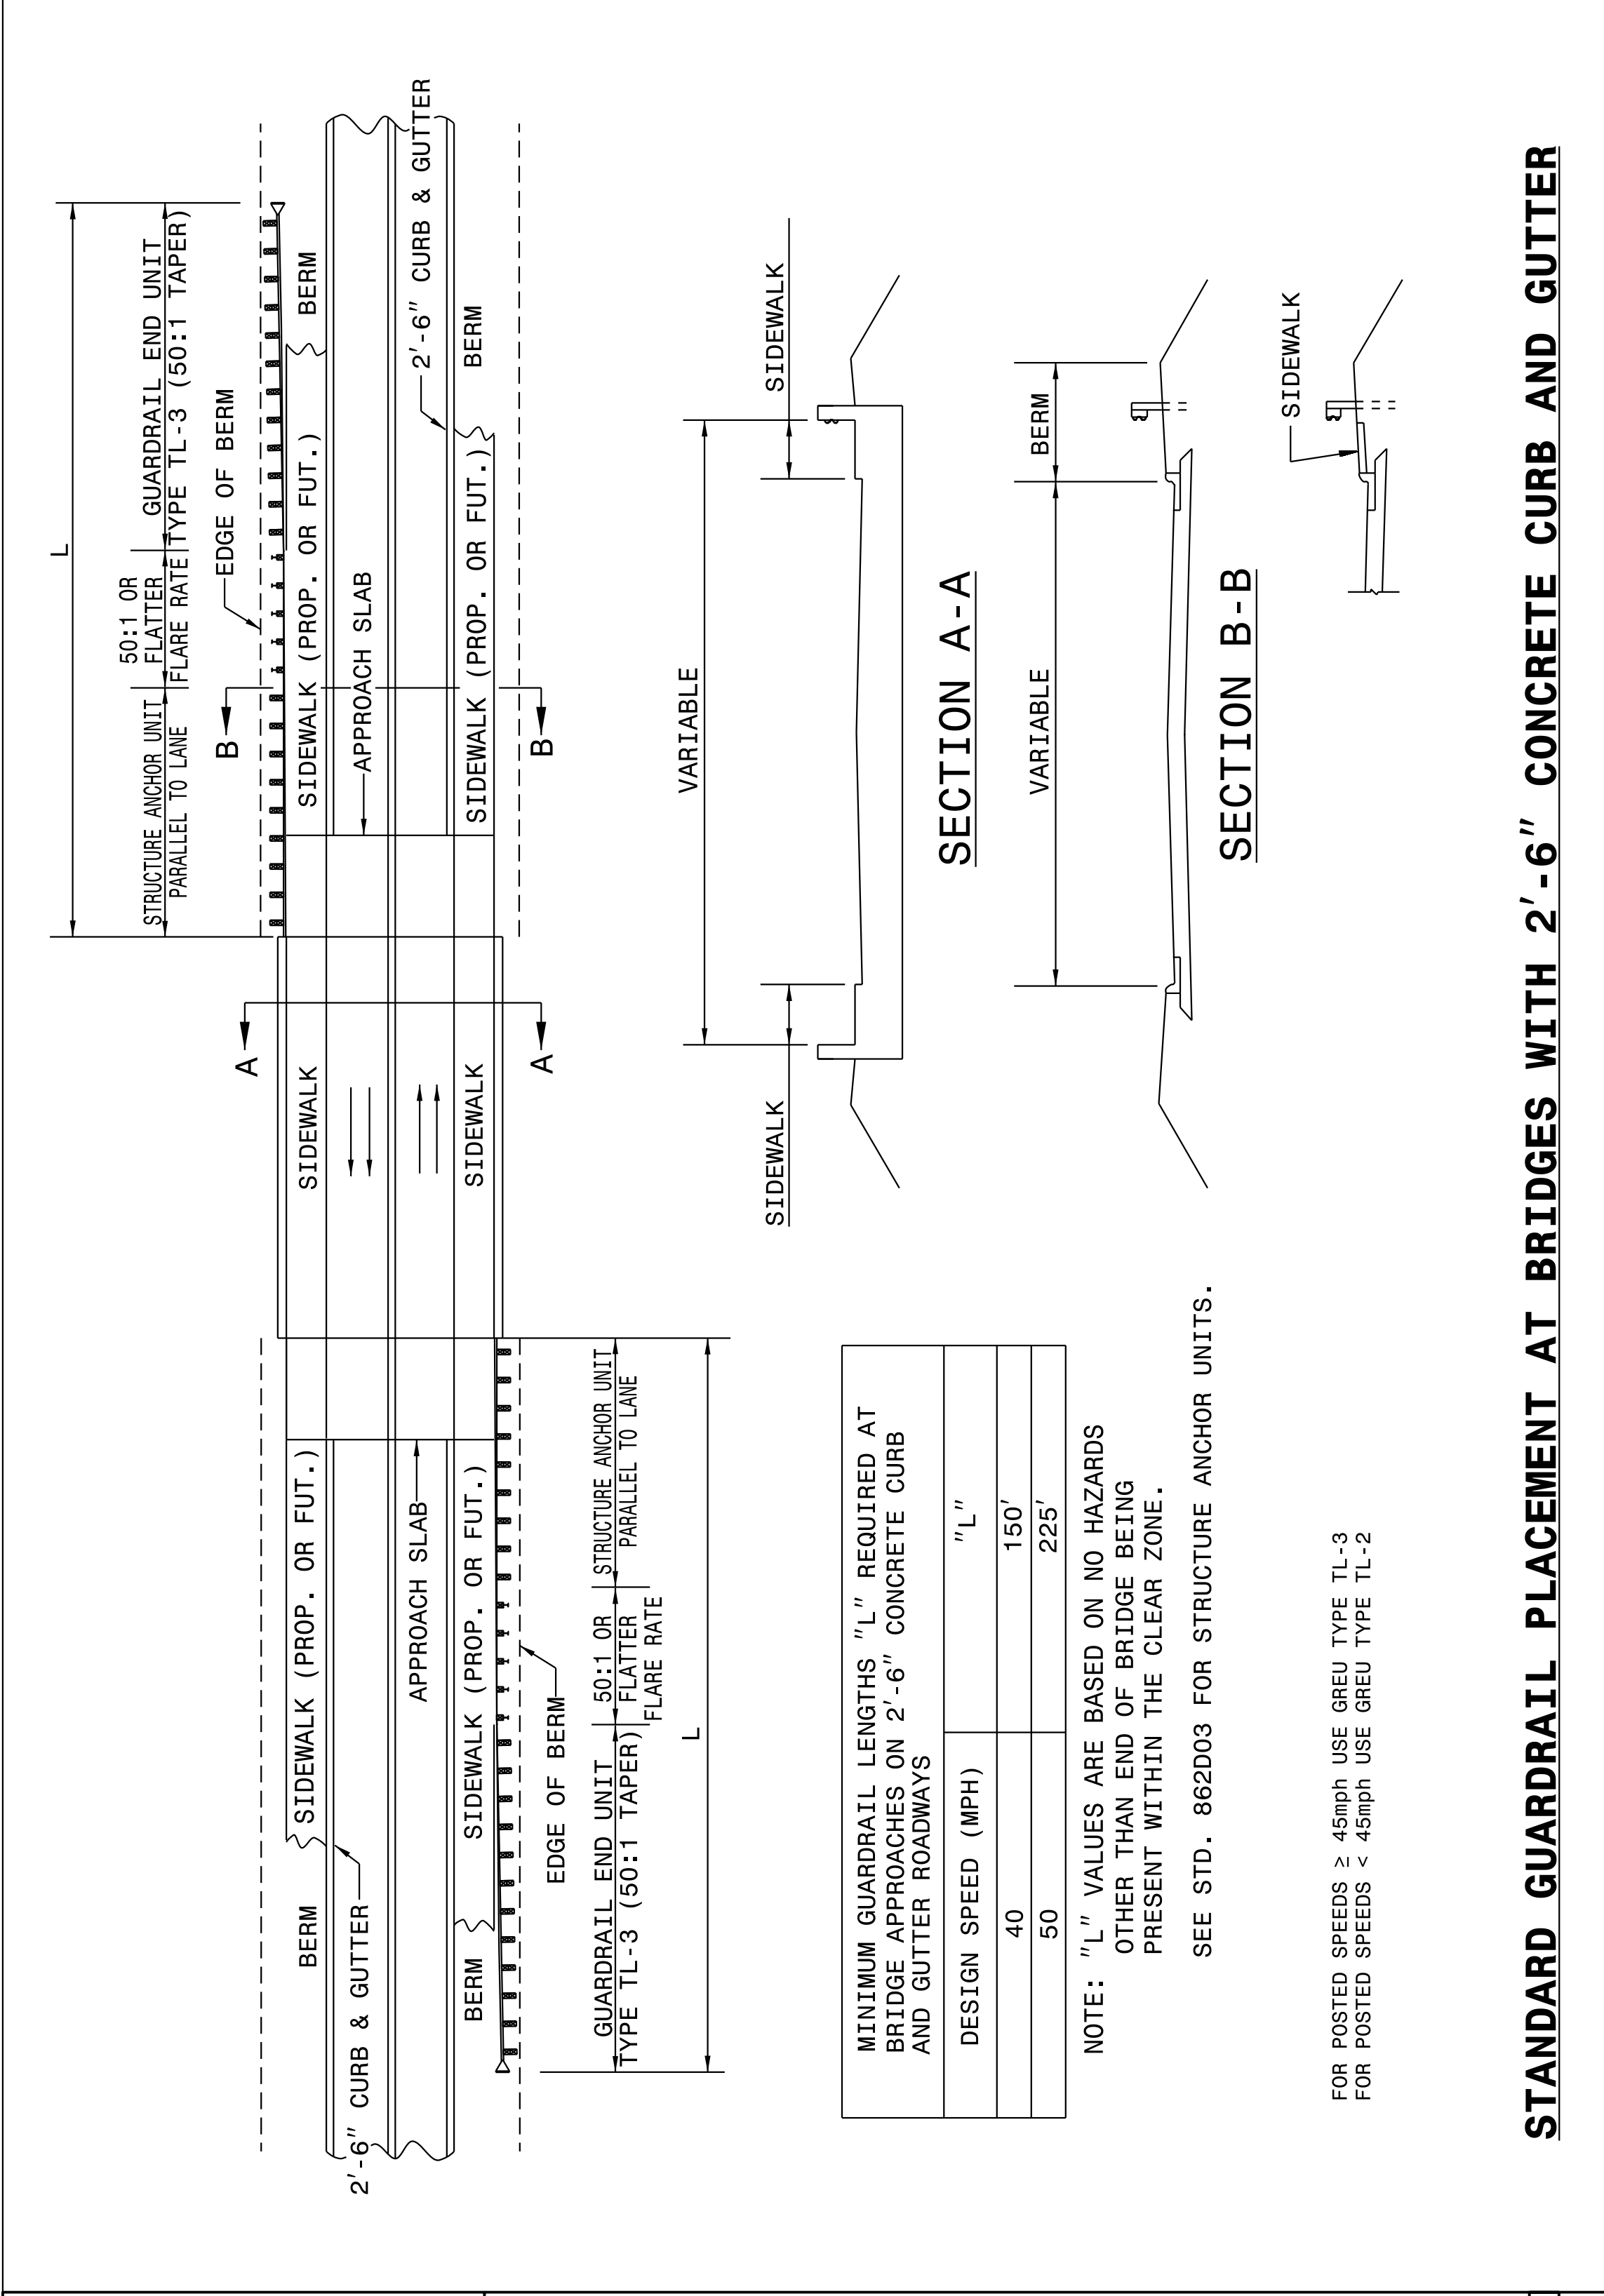 L
50:1 OR
FLATTER
FLARE RATE
STRUCTURE ANCHOR UNIT
PARALLEL TO LANE
GUARDRAIL END UNIT
TYPE TL-3 (50:1 TAPER)
EDGE OF BERM
B
A
SIDEWALK (PROP. OR FUT.)
BERM
SIDEWALK
SIDEWALK (PROP. OR FUT.)
BERM
2'-6" CURB & GUTTER
APPROACH SLAB
APPROACH SLAB
2'-6" CURB & GUTTER
BERM
SIDEWALK (PROP. OR FUT.)
SIDEWALK
SIDEWALK (PROP. OR FUT.)
BERM
A
B
EDGE OF BERM
GUARDRAIL END UNIT
TYPE TL-3 (50:1 TAPER)
50:1 OR
FLATTER
FLARE RATE
STRUCTURE ANCHOR UNIT
PARALLEL TO LANE
L
VARIABLE
SIDEWALK
SIDEWALK
SECTION A-A
VARIABLE
BERM
SECTION B-B
SIDEWALK
MINIMUM GUARDRAIL LENGTHS "L" REQUIRED AT
BRIDGE APPROACHES ON 2'-6" CONCRETE CURB
AND GUTTER ROADWAYS
DESIGN SPEED (MPH) "L"
40 150'
50 225'
NOTE: "L" VALUES ARE BASED ON NO HAZARDS
OTHER THAN END OF BRIDGE BEING
PRESENT WITHIN THE CLEAR ZONE.
SEE STD. 862D03 FOR STRUCTURE ANCHOR UNITS.
FOR POSTED SPEEDS ≥ 45mph USE GREU TYPE TL-3
FOR POSTED SPEEDS < 45mph USE GREU TYPE TL-2
STANDARD GUARDRAIL PLACEMENT AT BRIDGES WITH 2'-6" CONCRETE CURB AND GUTTER